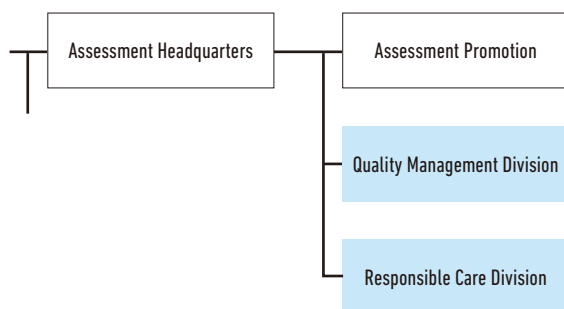 Assessment Headquarters
Assessment Promotion
Quality Management Division
Responsible Care Division